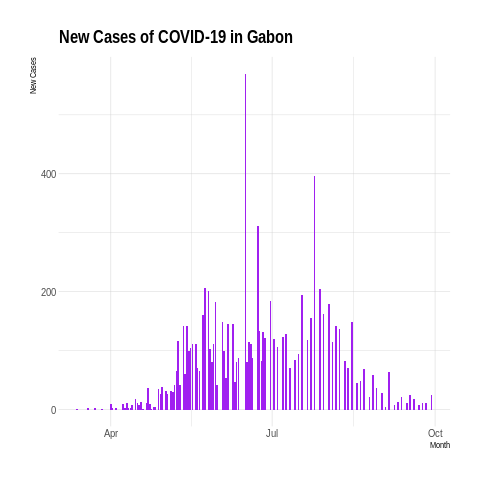 New Cases of COVID-19 in Gabon
New Cases
400
200
0
Apr
Jul
Oct
Month